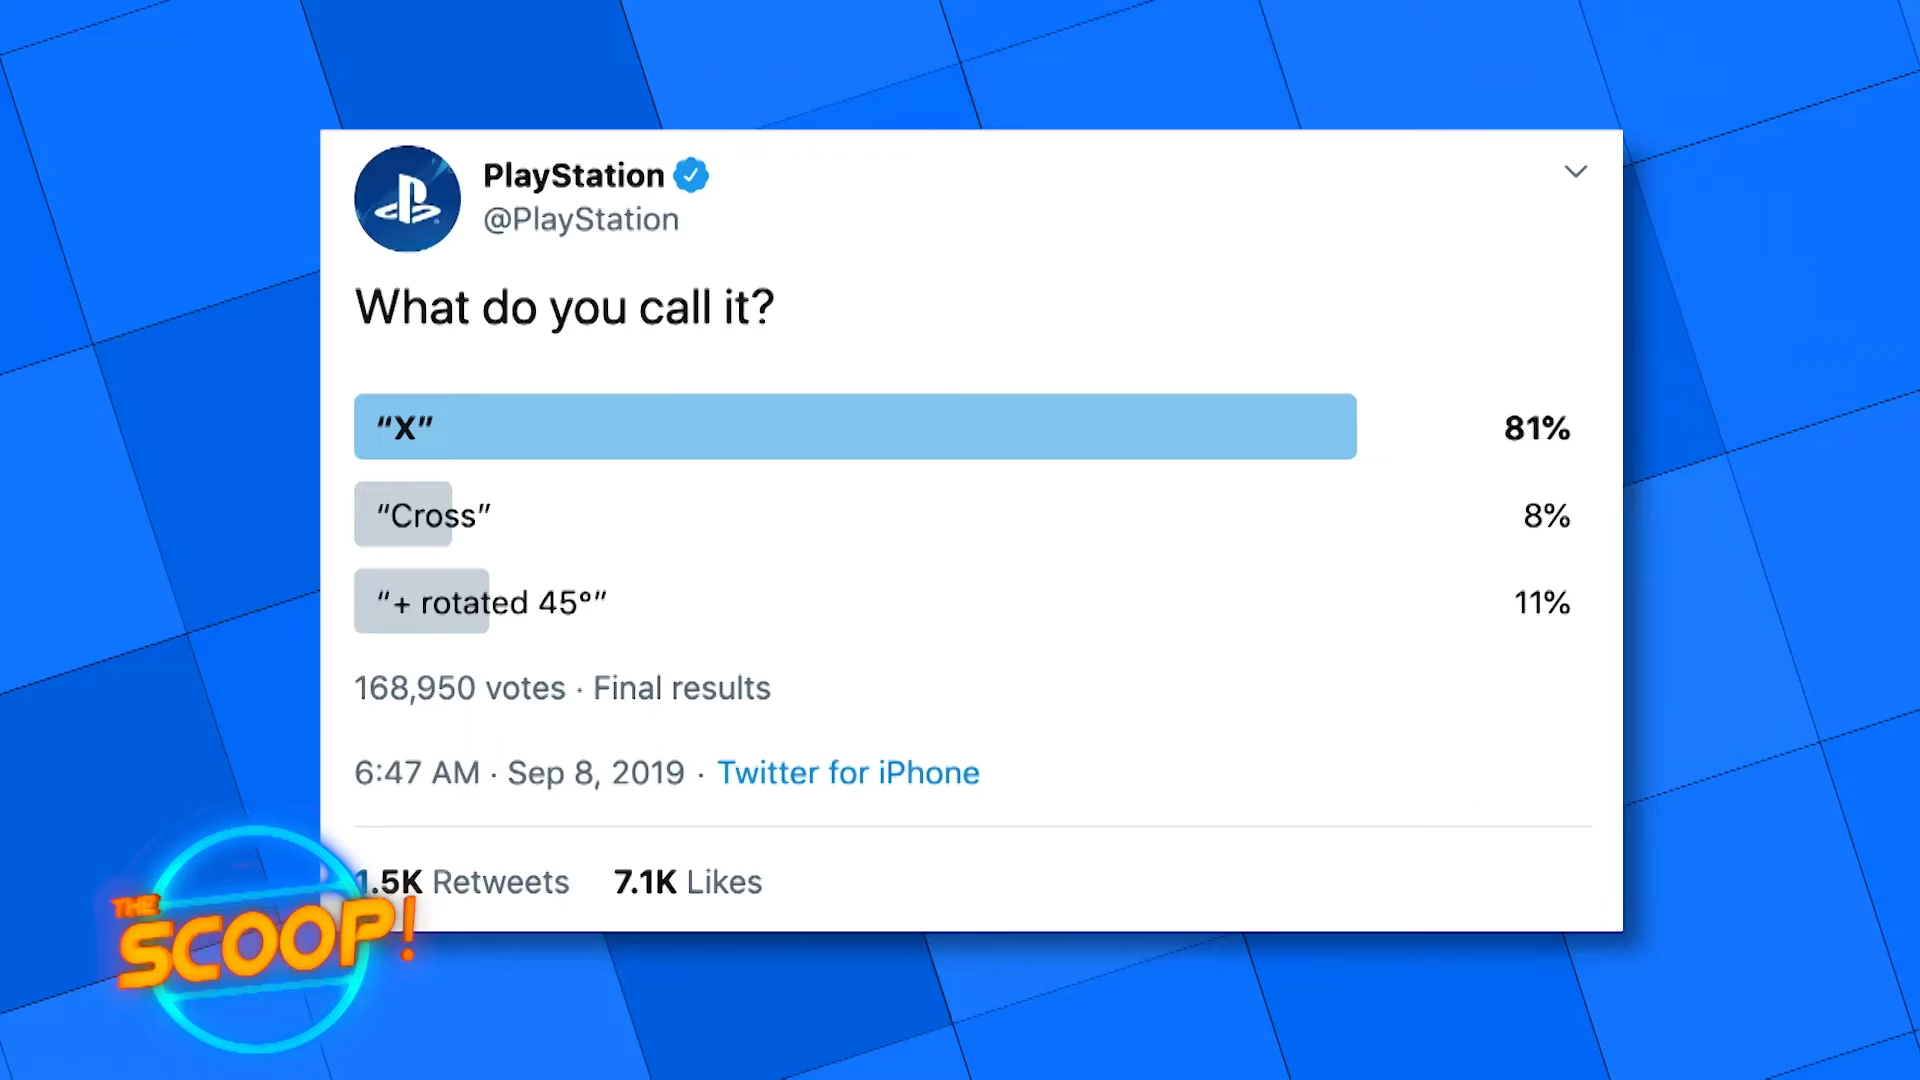 PlayStation
@PlayStation
What do you call it?
“X” 81%
“Cross” 8%
“+ rotated 45°” 11%
168,950 votes · Final results
6:47 AM · Sep 8, 2019 · Twitter for iPhone
1.5K Retweets 7.1K Likes
THE
SCOOP!